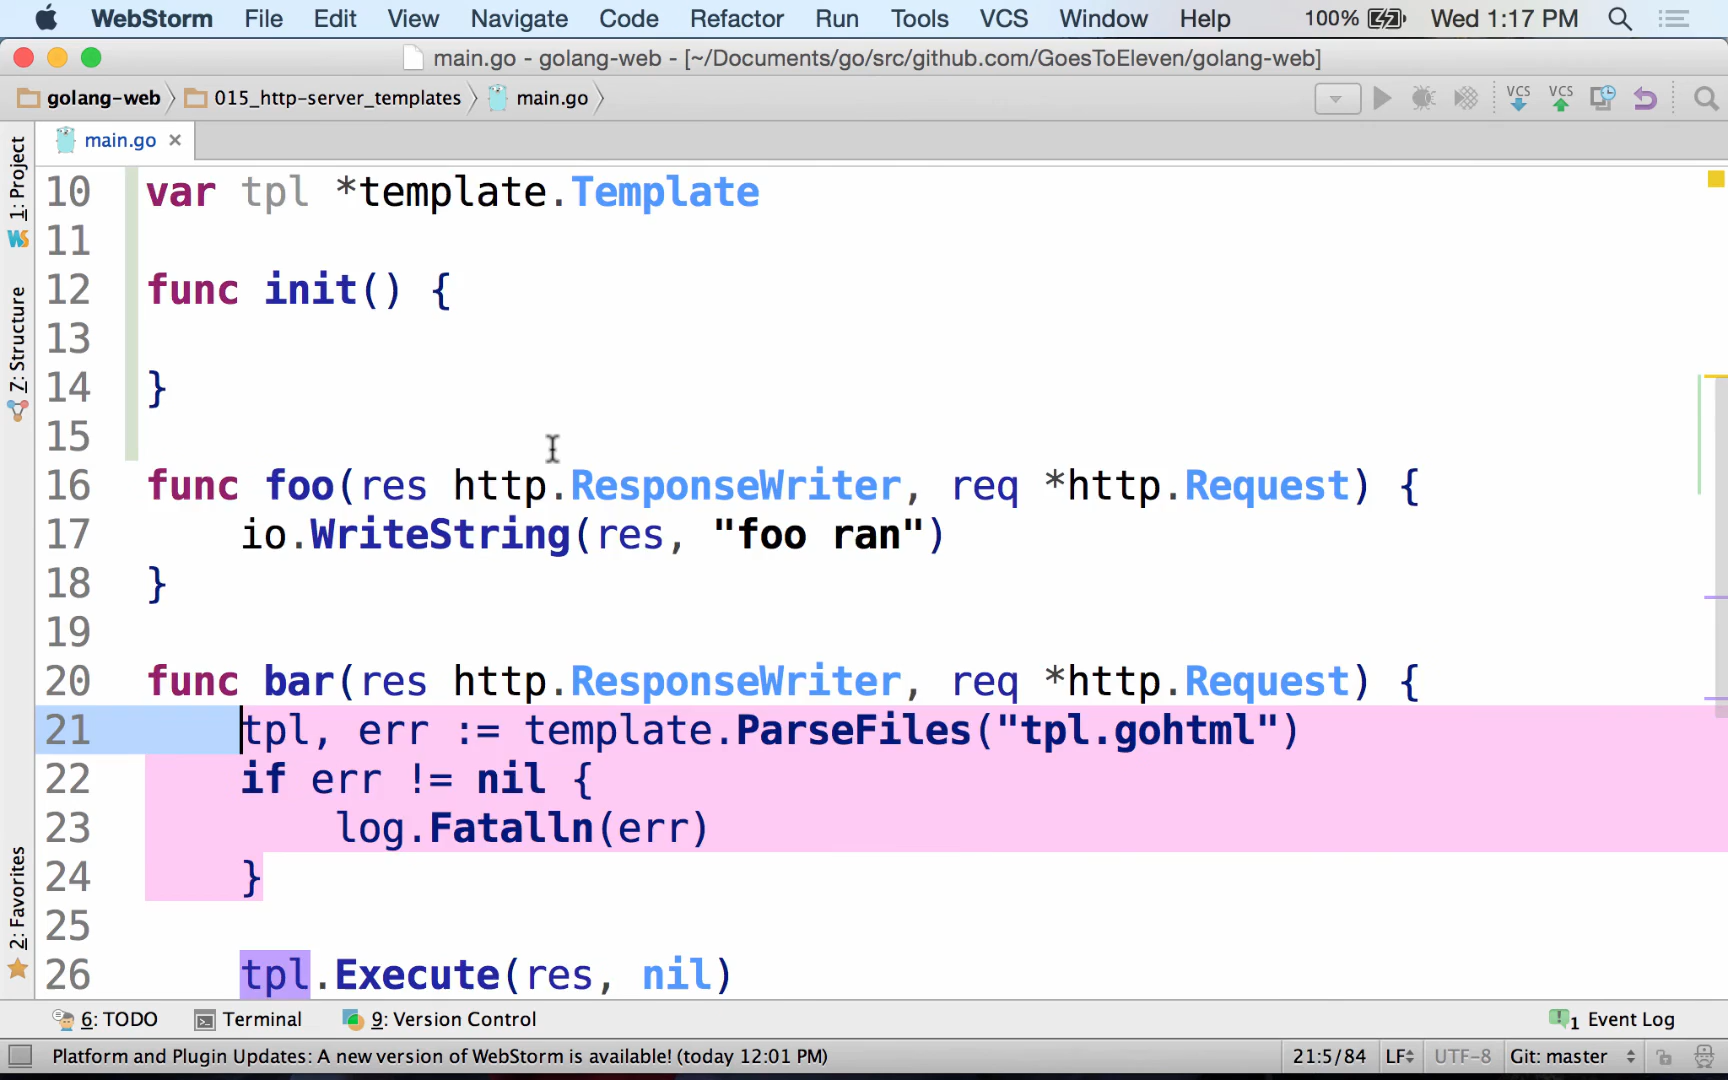 WebStorm File Edit View Navigate Code Refactor Run Tools VCS Window Help 100% Wed 1:17 PM
main.go - golang-web - [~/Documents/go/src/github.com/GoesToEleven/golang-web]
golang-web 015_http-server_templates main.go VCS VCS
main.go
1: Project
WS
7: Structure
2: Favorites
10 var tpl *template.Template
11
12 func init() {
13
14 }
15
16 func foo(res http.ResponseWriter, req *http.Request) {
17 io.WriteString(res, "foo ran")
18 }
19
20 func bar(res http.ResponseWriter, req *http.Request) {
21 tpl, err := template.ParseFiles("tpl.gohtml")
22 if err != nil {
23 log.Fatalln(err)
24 }
25
26 tpl.Execute(res, nil)
6: TODO Terminal 9: Version Control 1 Event Log
Platform and Plugin Updates: A new version of WebStorm is available! (today 12:01 PM) 21:5/84 LF UTF-8 Git: master